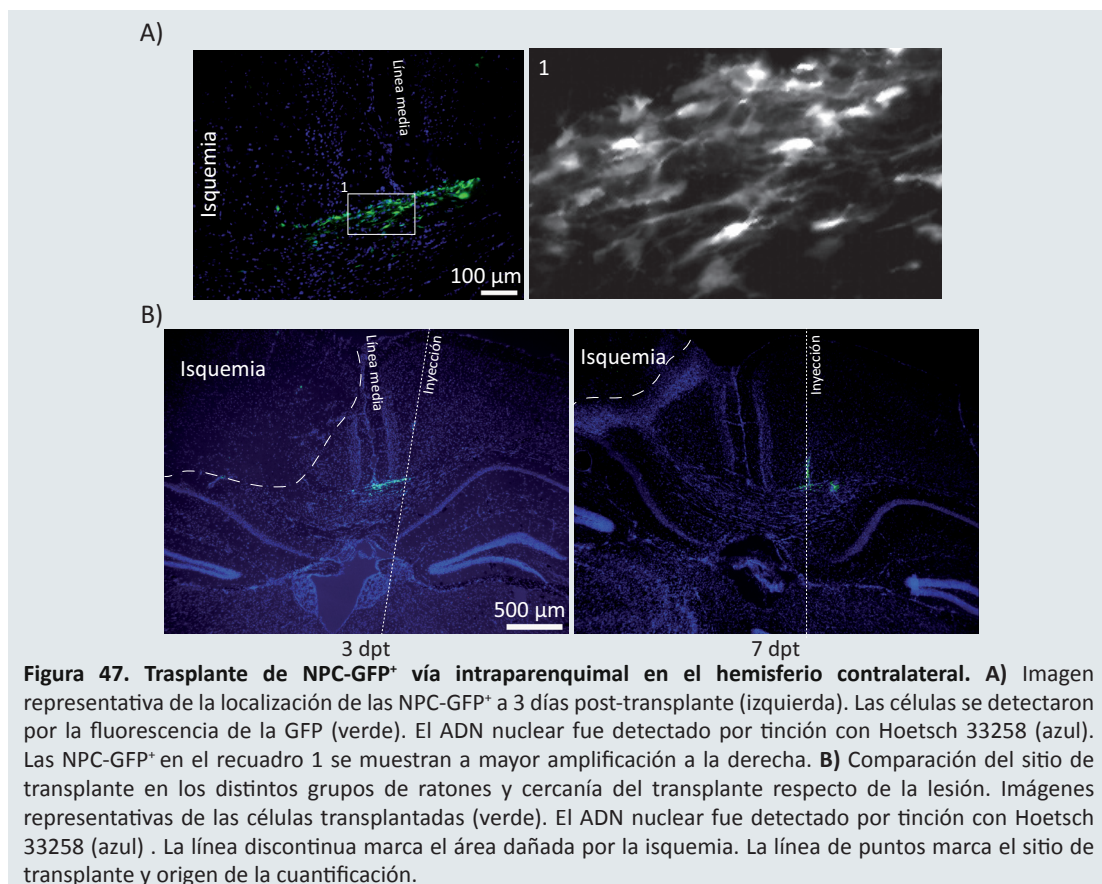 A)
Isquemia
Línea media
1
100 µm
1
B)
Isquemia
Línea media
Inyección
500 µm
3 dpt
Isquemia
Inyección
7 dpt
Figura 47. Trasplante de NPC-GFP⁺ vía intraparenquimal en el hemisferio contralateral. A) Imagen
representativa de la localización de las NPC-GFP⁺ a 3 días post-transplante (izquierda). Las células se detectaron
por la fluorescencia de la GFP (verde). El ADN nuclear fue detectado por tinción con Hoetsch 33258 (azul).
Las NPC-GFP⁺ en el recuadro 1 se muestran a mayor amplificación a la derecha. B) Comparación del sitio de
transplante en los distintos grupos de ratones y cercanía del transplante respecto de la lesión. Imágenes
representativas de las células transplantadas (verde). El ADN nuclear fue detectado por tinción con Hoetsch
33258 (azul) . La línea discontinua marca el área dañada por la isquemia. La línea de puntos marca el sitio de
transplante y origen de la cuantificación.